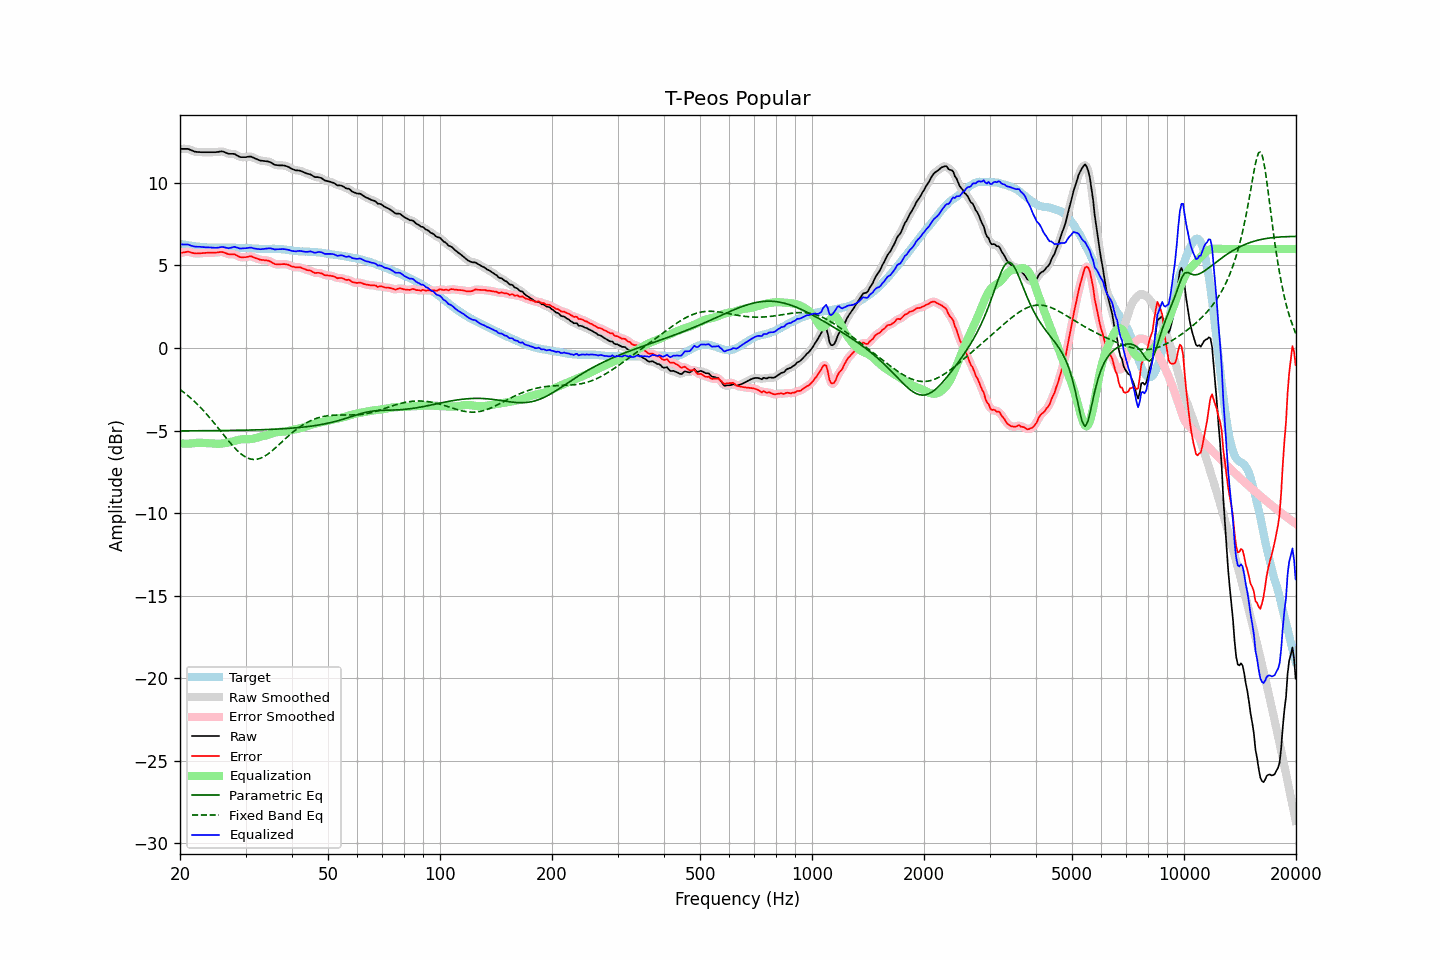 T-Peos Popular
Amplitude (dBr)
10
5
0
−5
−10
−15
−20
−25
−30
Target
Raw Smoothed
Error Smoothed
Raw
Error
Equalization
Parametric Eq
Fixed Band Eq
Equalized
20 50 100 200 500 1000 2000 5000 10000 20000
Frequency (Hz)